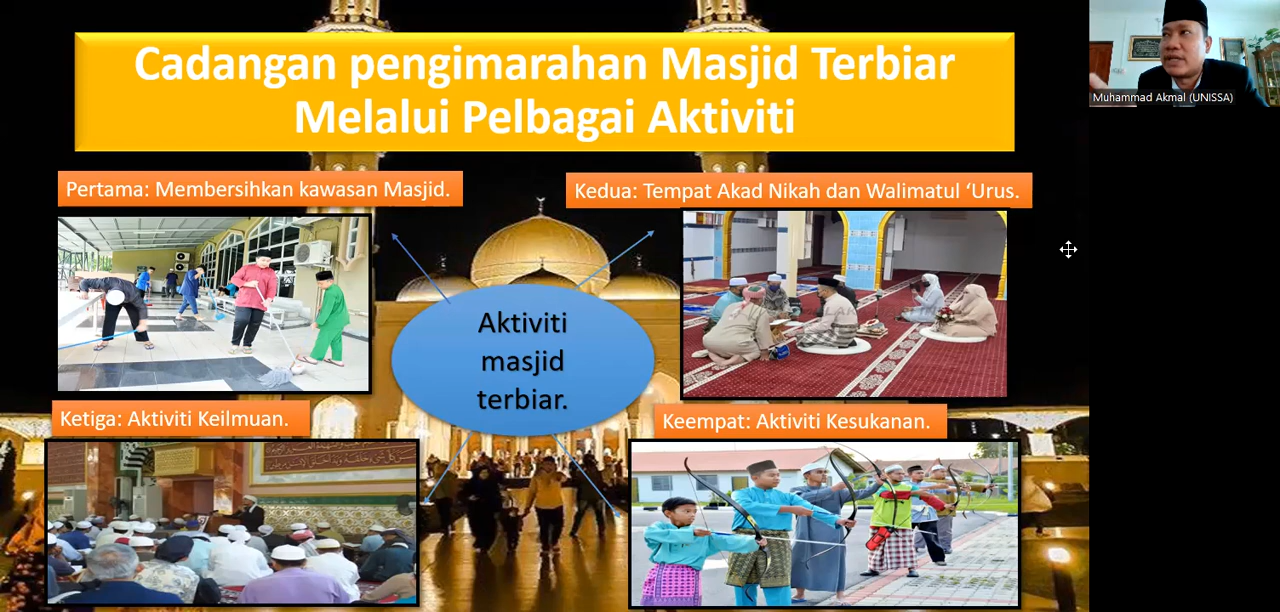 Cadangan pengimarahan Masjid Terbiar
Melalui Pelbagai Aktiviti
Muhammad Akmal (UNISSA)
Pertama: Membersihkan kawasan Masjid.
Kedua: Tempat Akad Nikah dan Walimatul ‘Urus.
Aktiviti
masjid
terbiar.
Ketiga: Aktiviti Keilmuan.
Keempat: Aktiviti Kesukanan.